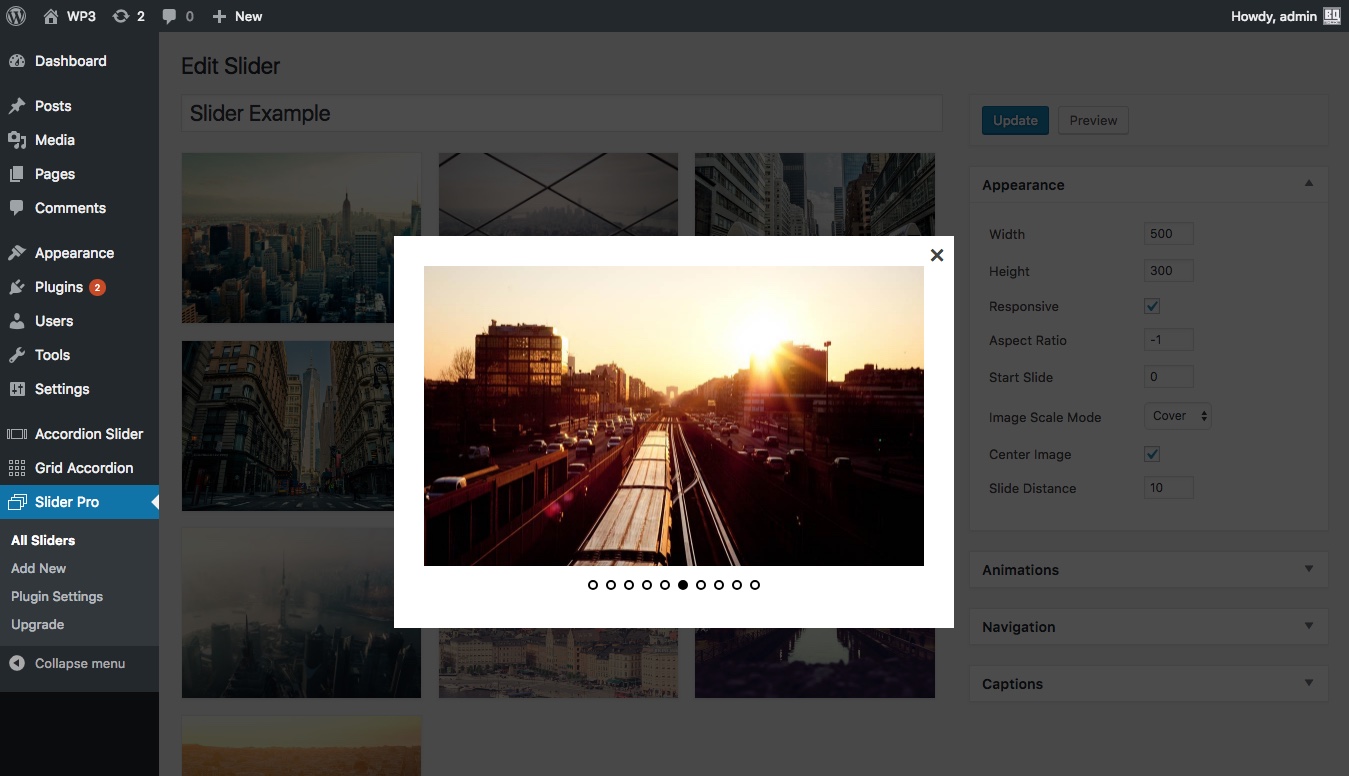 WP3 2 0 New Howdy, admin
Dashboard
Posts
Media
Pages
Comments
Appearance
Plugins 2
Users
Tools
Settings
Accordion Slider
Grid Accordion
Slider Pro
All Sliders
Add New
Plugin Settings
Upgrade
Collapse menu
Edit Slider
Slider Example
Update Preview
Appearance
Width 500
Height 300
Responsive
Aspect Ratio -1
Start Slide 0
Image Scale Mode Cover
Center Image
Slide Distance 10
Animations
Navigation
Captions